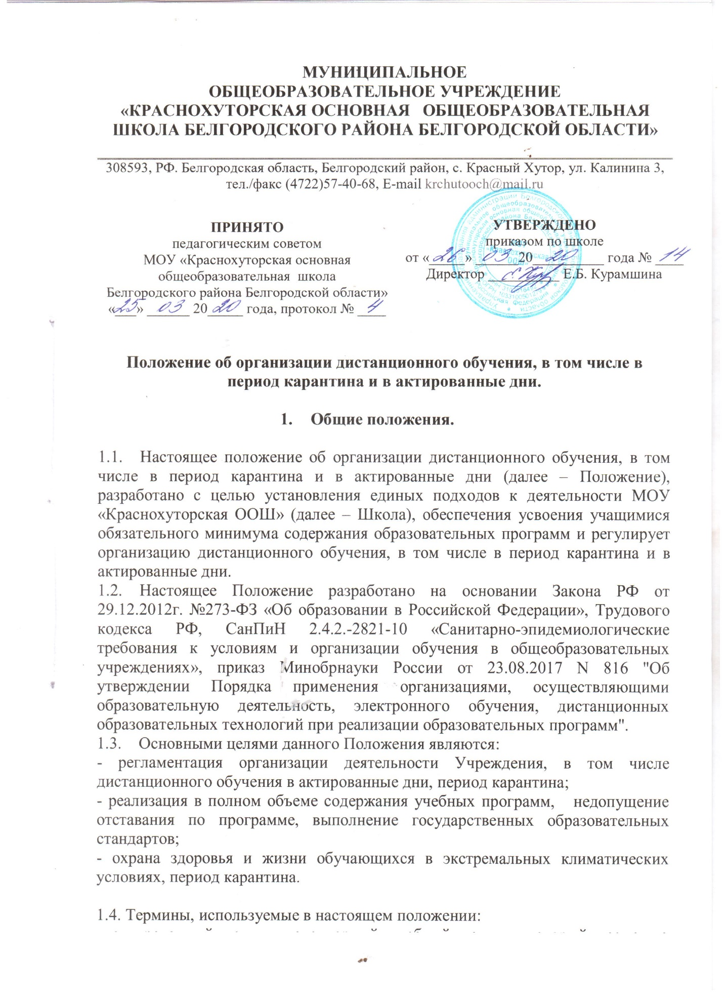 МУНИЦИПАЛЬНОЕ
ОБЩЕОБРАЗОВАТЕЛЬНОЕ УЧРЕЖДЕНИЕ
«КРАСНОХУТОРСКАЯ ОСНОВНАЯ ОБЩЕОБРАЗОВАТЕЛЬНАЯ
ШКОЛА БЕЛГОРОДСКОГО РАЙОНА БЕЛГОРОДСКОЙ ОБЛАСТИ»
308593, РФ. Белгородская область, Белгородский район, с. Красный Хутор, ул. Калинина 3,
тел./факс (4722)57-40-68, E-mail krchutooch@mail.ru
ПРИНЯТО
педагогическим советом
МОУ «Краснохуторская основная
общеобразовательная школа
Белгородского района Белгородской области»
«25» 03 2020 года, протокол № 4
УТВЕРЖДЕНО
приказом по школе
от «26» 03 2020 года № 14
Директор Е.Б. Курамшина
Положение об организации дистанционного обучения, в том числе в
период карантина и в актированные дни.
1. Общие положения.
1.1. Настоящее положение об организации дистанционного обучения, в том
числе в период карантина и в актированные дни (далее – Положение),
разработано с целью установления единых подходов к деятельности МОУ
«Краснохуторская ООШ» (далее – Школа), обеспечения усвоения учащимися
обязательного минимума содержания образовательных программ и регулирует
организацию дистанционного обучения, в том числе в период карантина и в
актированные дни.
1.2. Настоящее Положение разработано на основании Закона РФ от
29.12.2012г. №273-ФЗ «Об образовании в Российской Федерации», Трудового
кодекса РФ, СанПиН 2.4.2.-2821-10 «Санитарно-эпидемиологические
требования к условиям и организации обучения в общеобразовательных
учреждениях», приказ Минобрнауки России от 23.08.2017 N 816 "Об
утверждении Порядка применения организациями, осуществляющими
образовательную деятельность, электронного обучения, дистанционных
образовательных технологий при реализации образовательных программ".
1.3. Основными целями данного Положения являются:
- регламентация организации деятельности Учреждения, в том числе
дистанционного обучения в актированные дни, период карантина;
- реализация в полном объеме содержания учебных программ, недопущение
отставания по программе, выполнение государственных образовательных
стандартов;
- охрана здоровья и жизни обучающихся в экстремальных климатических
условиях, период карантина.
1.4. Термины, используемые в настоящем положении: